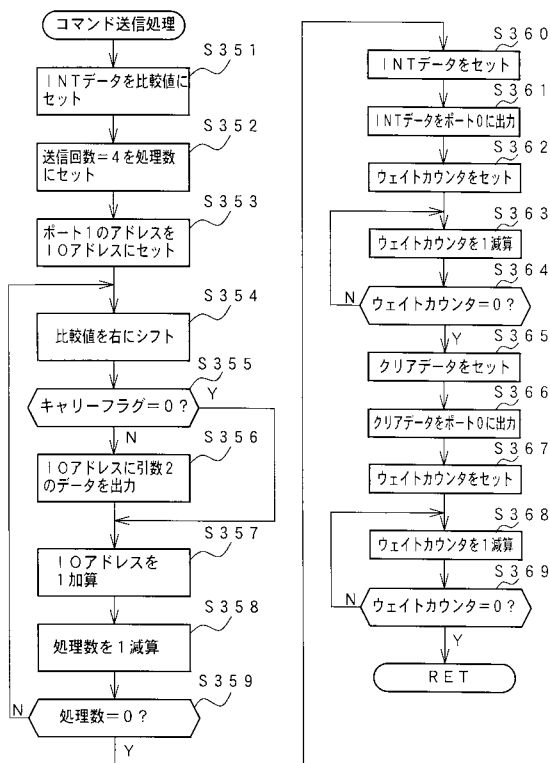 コマンド送信処理
S351
INTデータを比較値に
セット
S352
送信回数=4を処理数
にセット
S353
ポート1のアドレスを
IOアドレスにセット
S354
比較値を右にシフト
S355
キャリーフラグ=0?
Y
N
S356
IOアドレスに引数2
のデータを出力
S357
IOアドレスを
1加算
S358
処理数を1減算
S359
処理数=0?
N
Y
S360
INTデータをセット
S361
INTデータをポート0に出力
S362
ウェイトカウンタをセット
S363
ウェイトカウンタを1減算
S364
ウェイトカウンタ=0?
N
Y
S365
クリアデータをセット
S366
クリアデータをポート0に出力
S367
ウェイトカウンタをセット
S368
ウェイトカウンタを1減算
S369
ウェイトカウンタ=0?
N
Y
RET